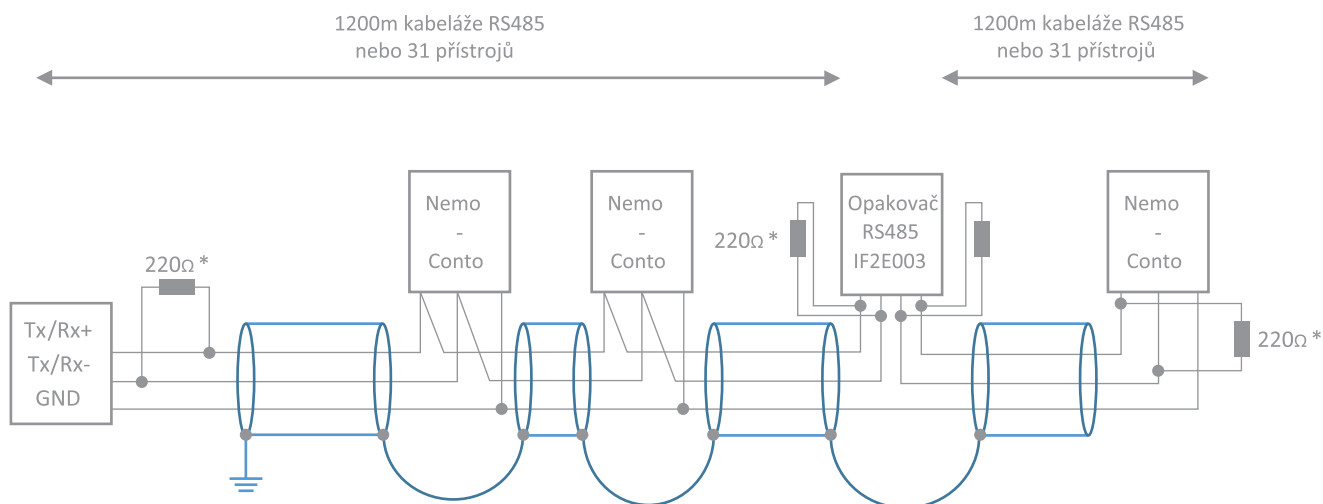 1200m kabeláže RS485
nebo 31 přístrojů
1200m kabeláže RS485
nebo 31 přístrojů
Nemo
-
Conto
Nemo
-
Conto
Opakovač
RS485
IF2E003
Nemo
-
Conto
220Ω *
220Ω *
220Ω *
Tx/Rx+
Tx/Rx-
GND